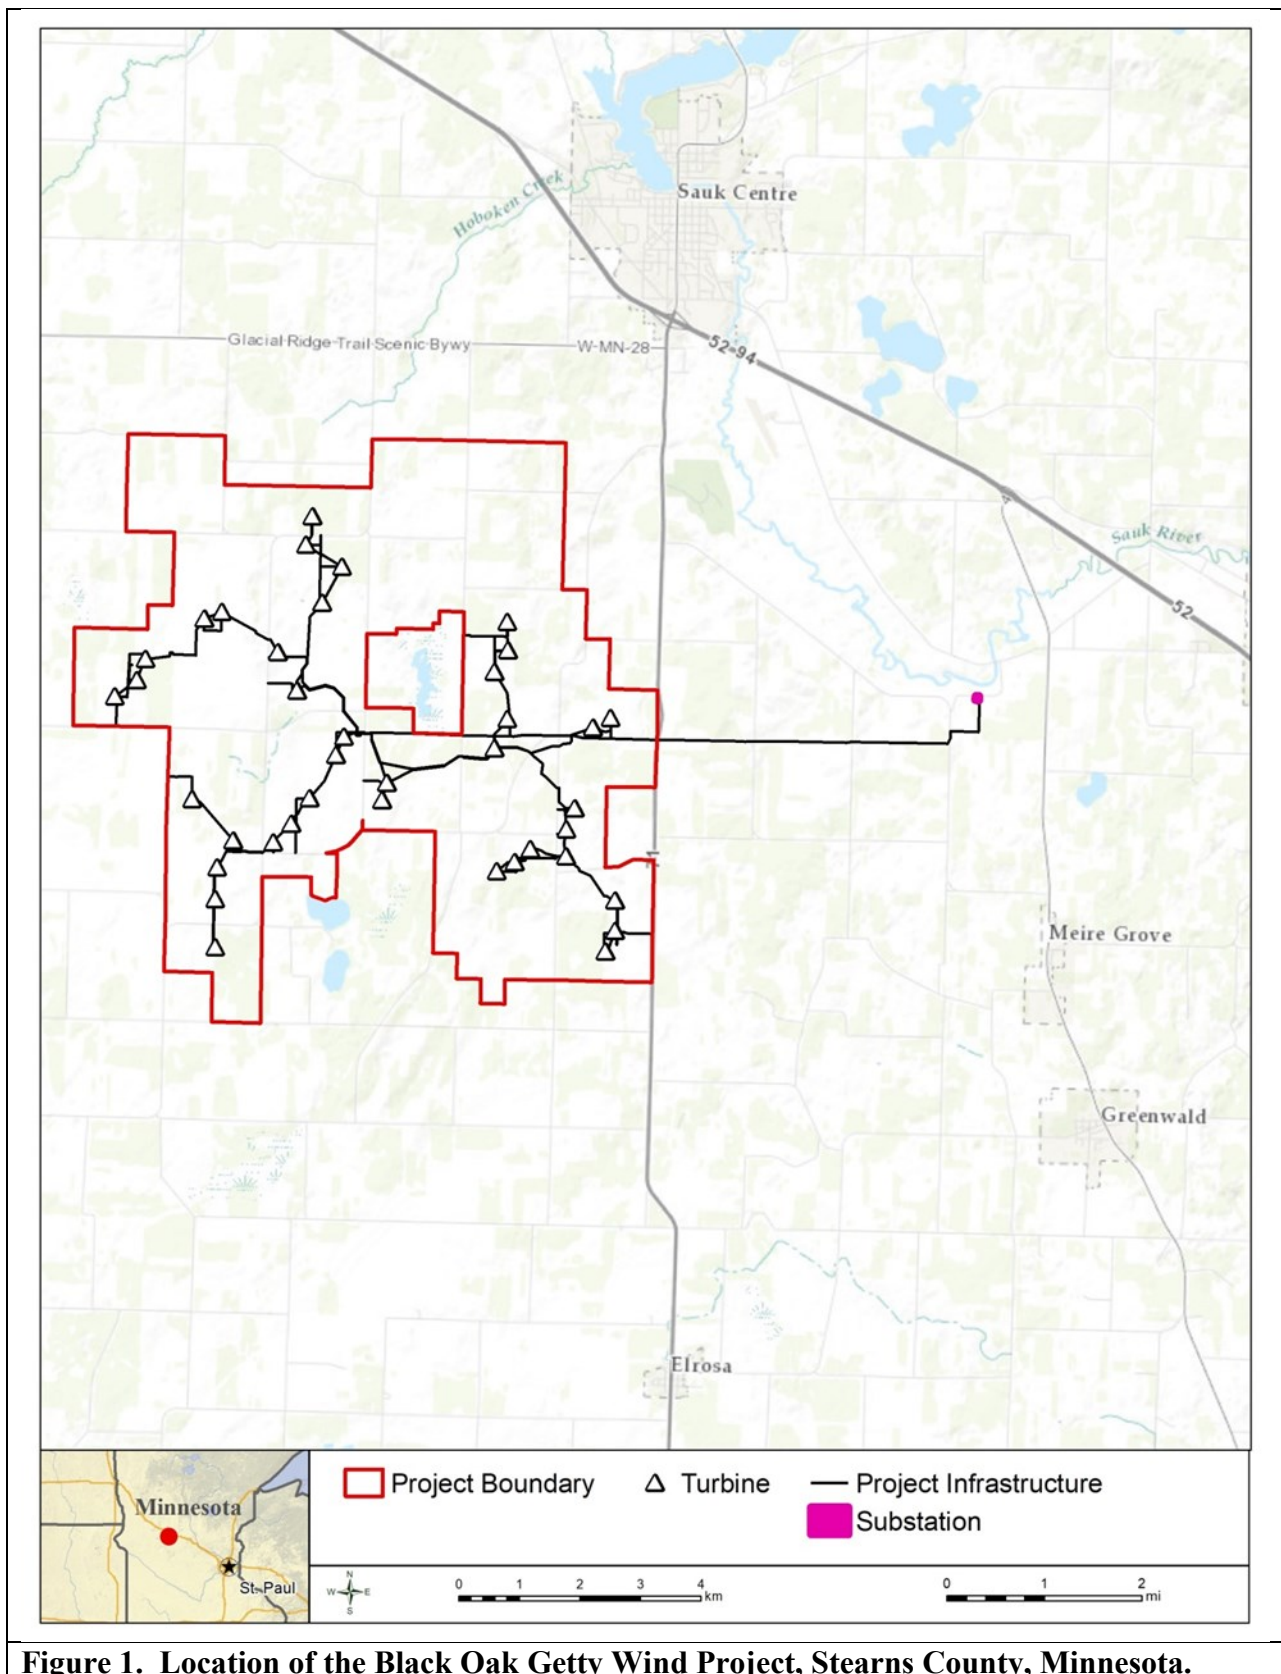 Hoboken Creek
Sauk Centre
Glacial Ridge Trail Scenic Bywy
W-MN-28
52-94
Sauk River
52
71
Meire Grove
Greenwald
Elrosa
Minnesota
St. Paul
Project Boundary
Turbine
Project Infrastructure
Substation
N
W E
S
0 1 2 3 4
km
0 1 2
mi
Figure 1. Location of the Black Oak Getty Wind Project, Stearns County, Minnesota.